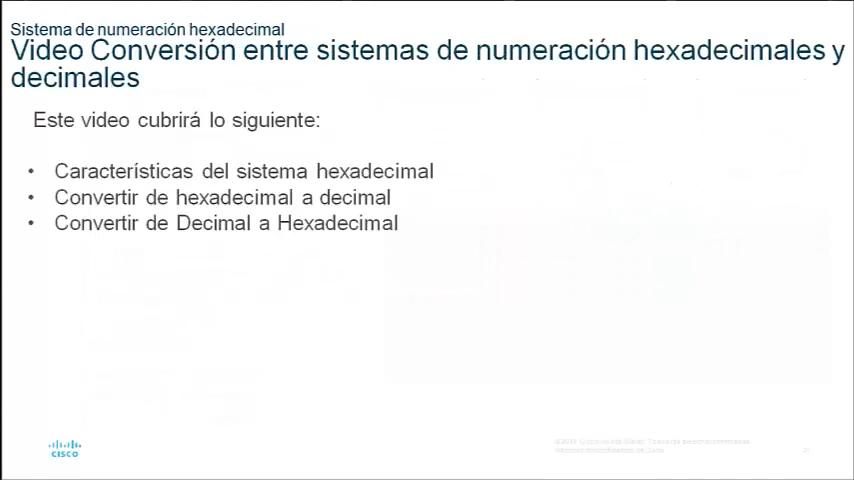 Sistema de numeración hexadecimal
Video Conversión entre sistemas de numeración hexadecimales y
decimales
Este video cubrirá lo siguiente:
• Características del sistema hexadecimal
• Convertir de hexadecimal a decimal
• Convertir de Decimal a Hexadecimal
CISCO